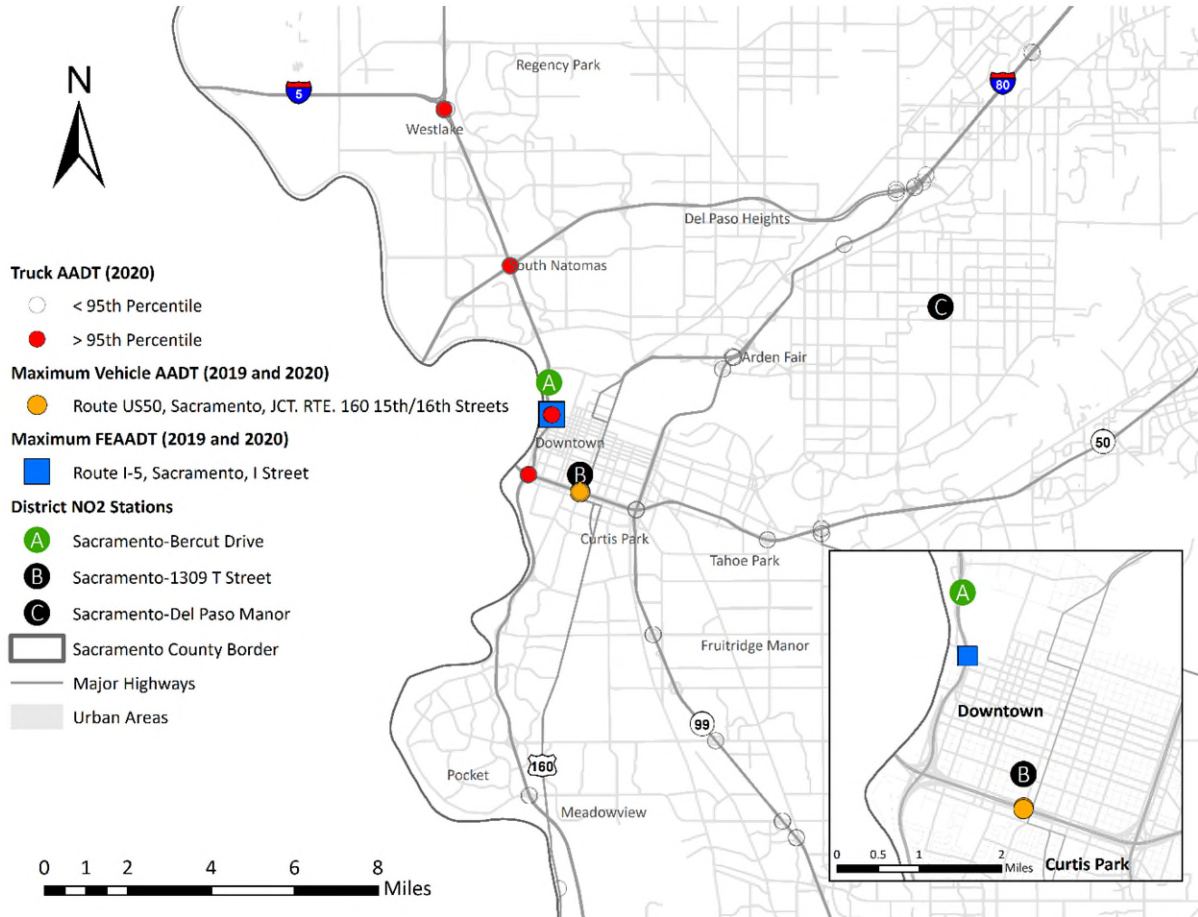 N
Regency Park
5
80
Westlake
Del Paso Heights
outh Natomas
C
Truck AADT (2020)
< 95th Percentile
> 95th Percentile
Maximum Vehicle AADT (2019 and 2020)
Route US50, Sacramento, JCT. RTE. 160 15th/16th Streets
Maximum FEAADT (2019 and 2020)
Route I-5, Sacramento, I Street
District NO2 Stations
A Sacramento-Bercut Drive
B Sacramento-1309 T Street
C Sacramento-Del Paso Manor
Sacramento County Border
Major Highways
Urban Areas
Arden Fair
A
Downtown
50
B
Curtis Park
Tahoe Park
Fruitridge Manor
99
160
Pocket
Meadowview
0 1 2 4 6 8
Miles
A
Downtown
B
0 0.5 1 2
Miles
Curtis Park